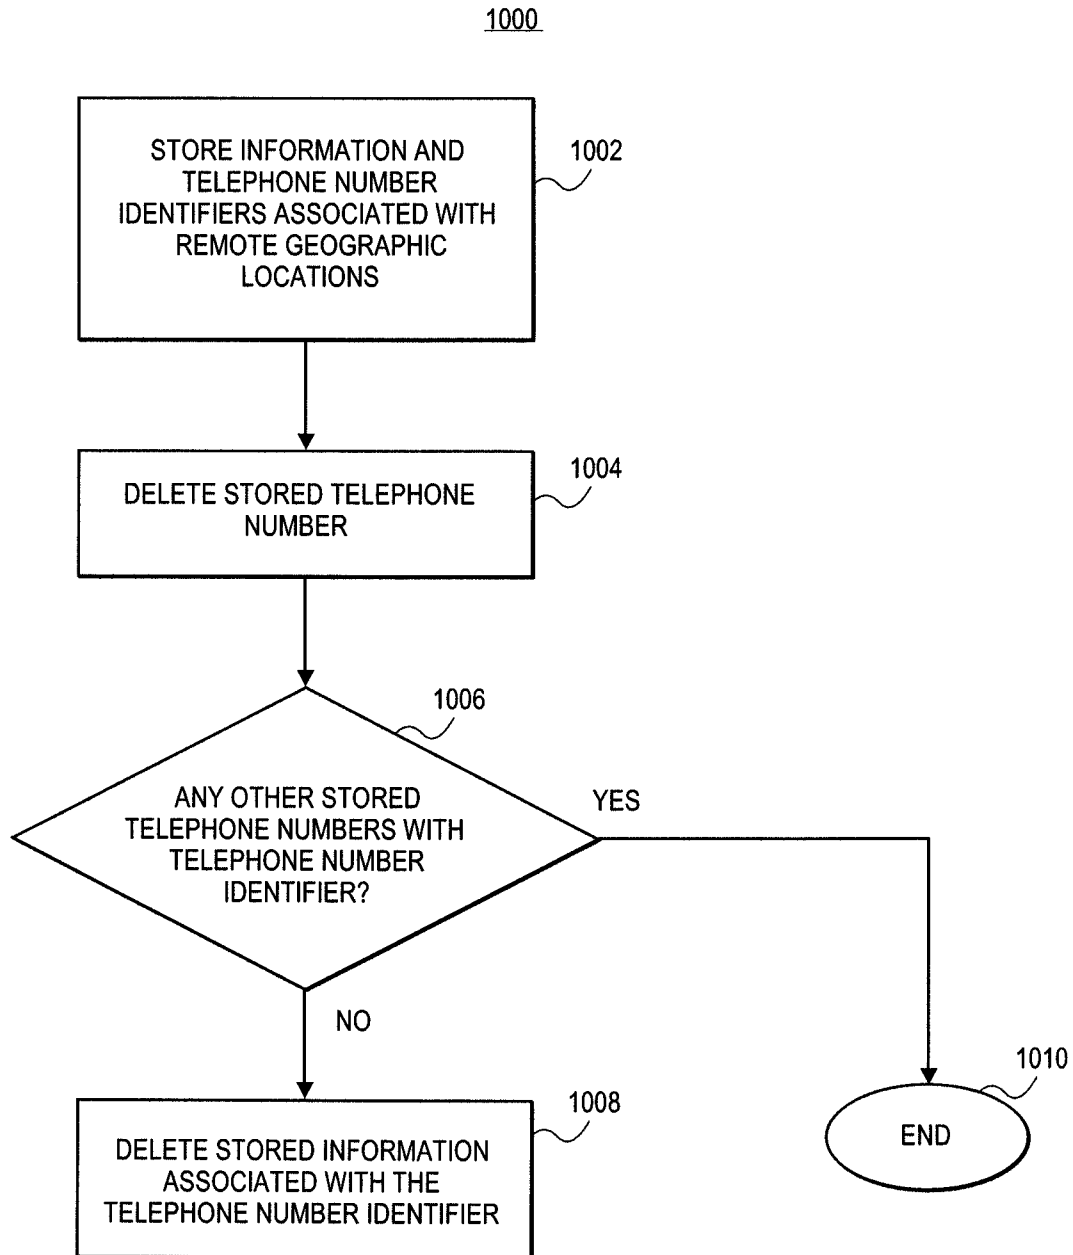 1000
STORE INFORMATION AND
TELEPHONE NUMBER
IDENTIFIERS ASSOCIATED WITH
REMOTE GEOGRAPHIC
LOCATIONS
1002
DELETE STORED TELEPHONE
NUMBER
1004
1006
ANY OTHER STORED
TELEPHONE NUMBERS WITH
TELEPHONE NUMBER
IDENTIFIER?
YES
NO
DELETE STORED INFORMATION
ASSOCIATED WITH THE
TELEPHONE NUMBER IDENTIFIER
1008
1010
END